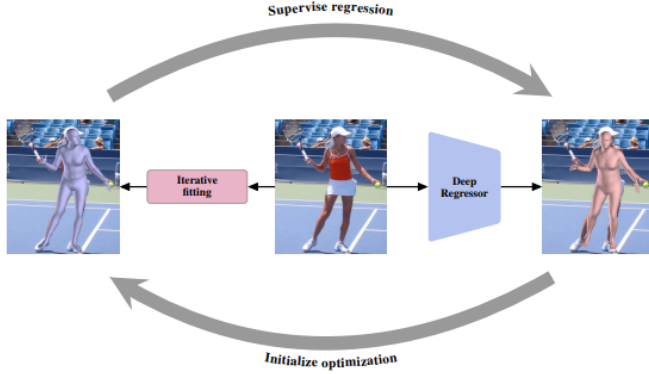 Supervise regression
Iterative
fitting
Deep
Regressor
Initialize optimization